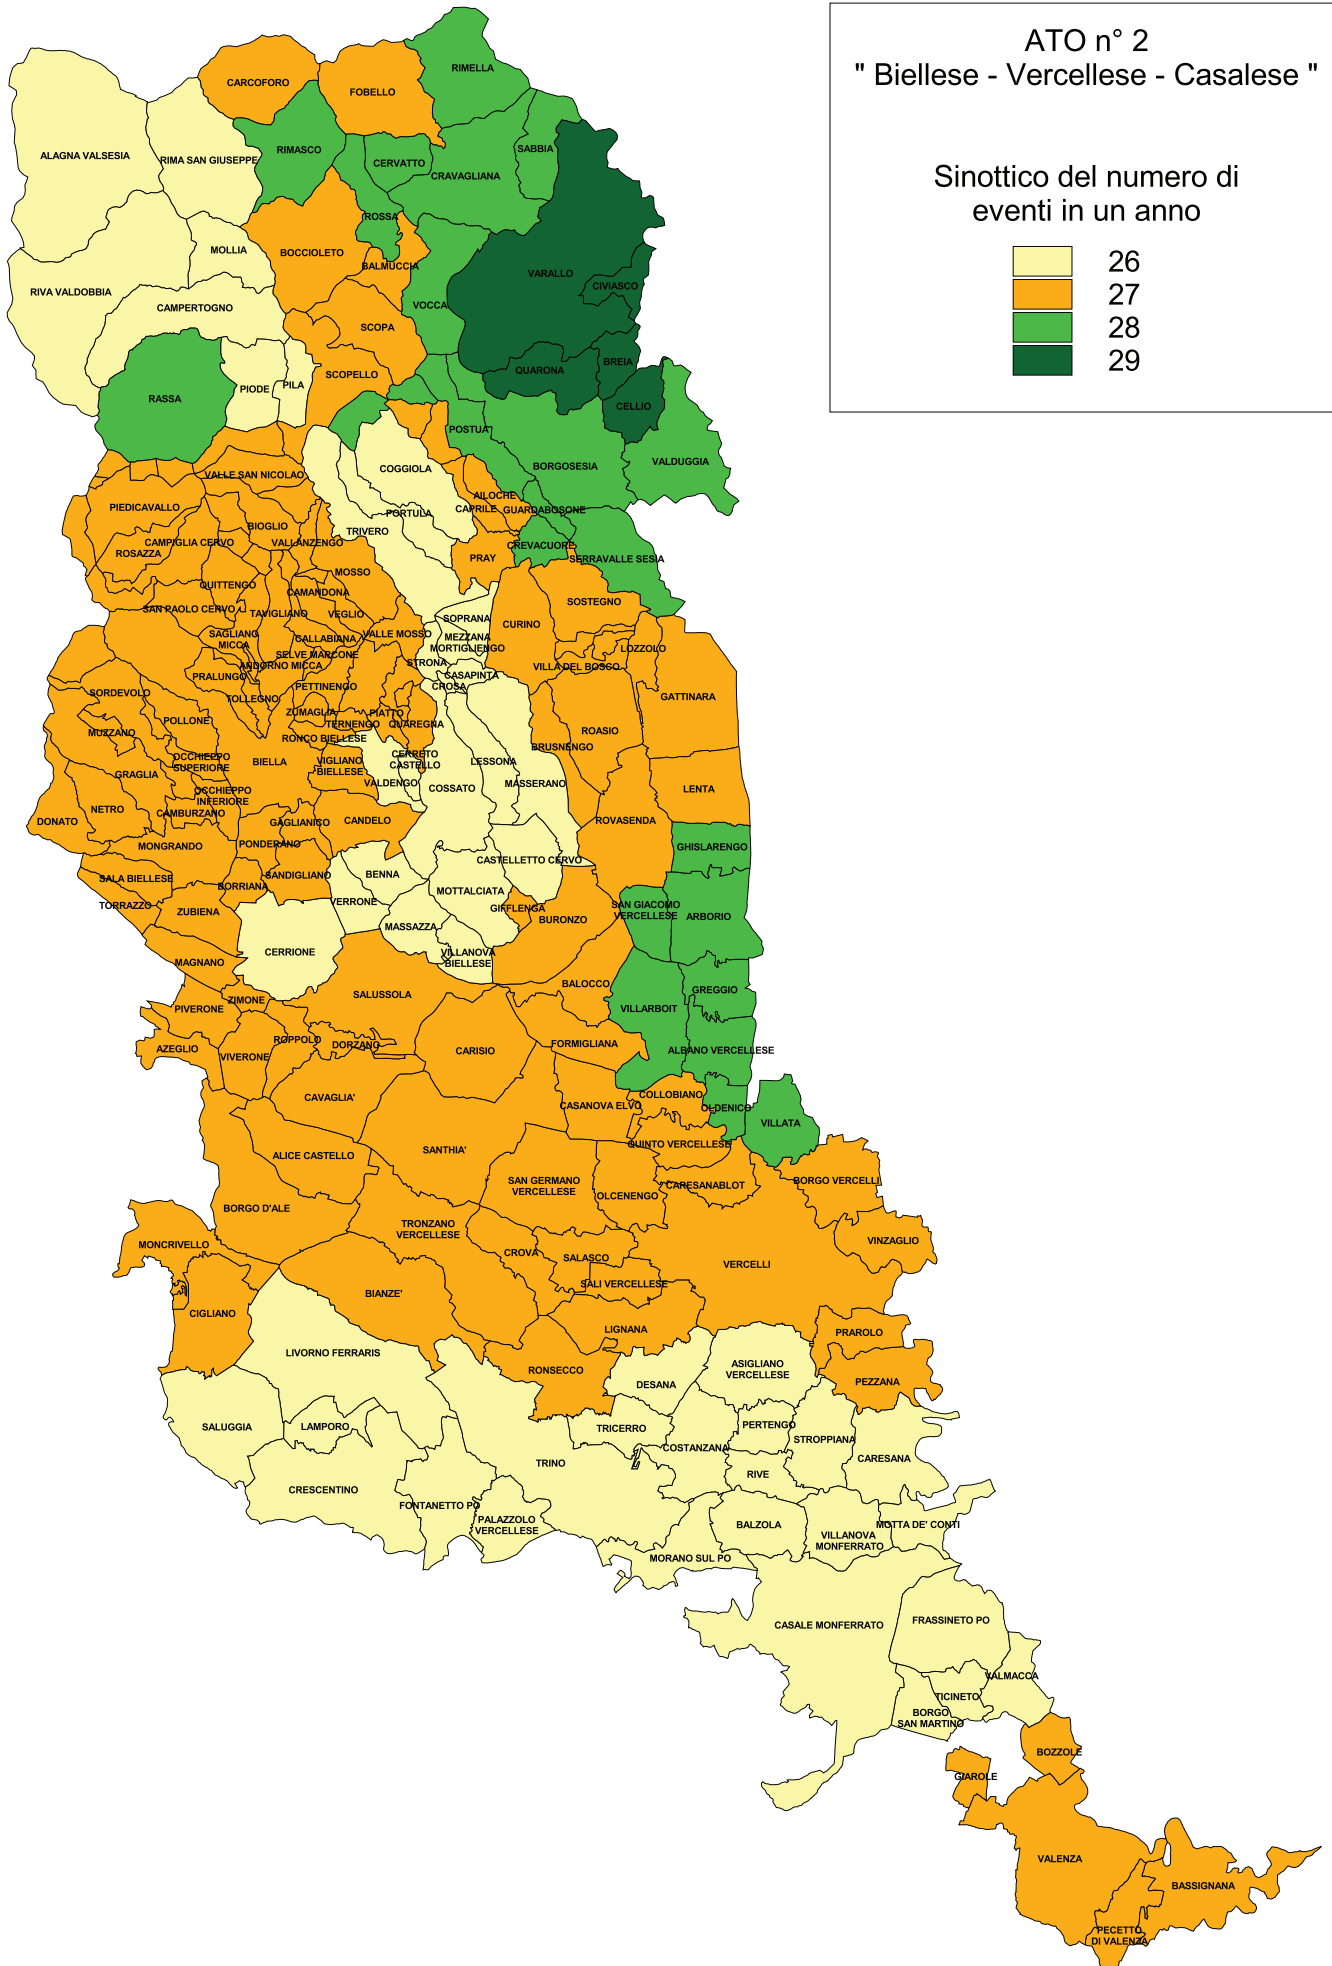 ATO n° 2
" Biellese - Vercellese - Casalese "
Sinottico del numero di
eventi in un anno
26
27
28
29
RIMELLA
CARCOFORO
FOBELLO
ALAGNA VALSESIA
RIMA SAN GIUSEPPE
RIMASCO
CERVATTO
SABBIA
CRAVAGLIANA
ROSSA
MOLLIA
BOCCIOLETO
BALMUCCIA
VARALLO
CIVIASCO
RIVA VALDOBBIA
CAMPERTOGNO
VOCCA
SCOPA
BREIA
QUARONA
SCOPELLO
PIODE
PILA
RASSA
CELLIO
POSTUA
VALDUGGIA
BORGOSESIA
COGGIOLA
VALLE SAN NICOLAO
AILOCHE
CAPRILE
GUARDABOSONE
PIEDICAVALLO
PORTULA
BIOGLIO
TRIVERO
CAMPIGLIA CERVO
VALLANZENGO
CREVACUORE
ROSAZZA
PRAY
SERRAVALLE SESIA
MOSSO
QUITTENGO
CAMANDONA
SOSTEGNO
SAN PAOLO CERVO
TAVIGLIANO
VEGLIO
SOPRANA
CURINO
SAGLIANO
MICCA
CALLABIANA
VALLE MOSSO
MEZZANA
MORTIGLIENGO
LOZZOLO
SELVE MARCONE
ANDORNO MICCA
STRONA
VILLA DEL BOSCO
PRALUNGO
CASAPINTA
PETTINENGO
CROSA
SORDEVOLO
TOLLEGNO
GATTINARA
POLLONE
ZUMAGLIA
PIATTO
TERNENGO
QUAREGNA
MUZZANO
RONCO BIELLESE
ROASIO
BRUSNENGO
OCCHIEPPO
SUPERIORE
BIELLA
VIGLIANO
BIELLESE
CERRETO
CASTELLO
LESSONA
GRAGLIA
VALDENGO
MASSERANO
COSSATO
LENTA
OCCHIEPPO
INFERIORE
NETRO
CAMBURZANO
DONATO
GAGLIANICO
CANDELO
ROVASENDA
MONGRANDO
PONDERANO
GHISLARENGO
CASTELLETTO CERVO
SALA BIELLESE
BORRIANA
SANDIGLIANO
BENNA
MOTTALCIATA
TORRAZZO
ZUBIENA
VERRONE
GIFFLENGA
SAN GIACOMO
VERCELLESE
ARBORIO
BURONZO
MASSAZZA
CERRIONE
VILLANOVA
BIELLESE
MAGNANO
BALOCCO
GREGGIO
SALUSSOLA
ZIMONE
PIVERONE
VILLARBOIT
ROPPOLO
DORZANO
FORMIGLIANA
AZEGLIO
VIVERONE
CARISIO
ALBANO VERCELLESE
CAVAGLIA'
COLLOBIANO
CASANOVA ELVO
OLDENICO
VILLATA
QUINTO VERCELLESE
ALICE CASTELLO
SANTHIA'
SAN GERMANO
VERCELLESE
OLCENENGO
CARESANABLOT
BORGO VERCELLI
BORGO D'ALE
TRONZANO
VERCELLESE
MONCRIVELLO
CROVA
SALASCO
VINZAGLIO
VERCELLI
SALI VERCELLESE
BIANZE'
CIGLIANO
LIGNANA
PRAROLO
LIVORNO FERRARIS
RONSECCO
ASIGLIANO
VERCELLESE
DESANA
PEZZANA
SALUGGIA
LAMPORO
TRICERRO
PERTENGO
COSTANZANA
STROPPIANA
CARESANA
TRINO
RIVE
CRESCENTINO
FONTANETTO PO
PALAZZOLO
VERCELLESE
BALZOLA
VILLANOVA
MONFERRATO
MOTTA DE' CONTI
MORANO SUL PO
CASALE MONFERRATO
FRASSINETO PO
VALMACCA
TICINETO
BORGO
SAN MARTINO
BOZZOLE
GIAROLE
VALENZA
BASSIGNANA
PECETTO
DI VALENZA